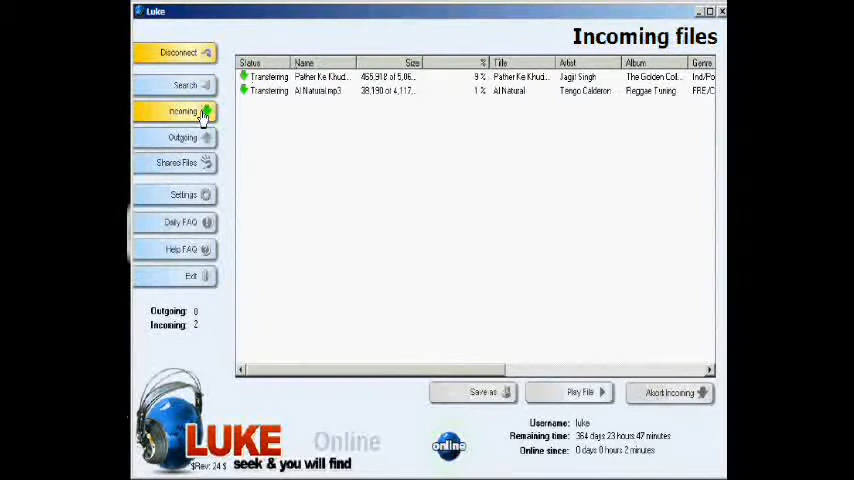 Luke
Incoming files
Disconnect
Search
Incoming
Outgoing
Shared Files
Settings
Daily FAQ
Help FAQ
Exit
Outgoing: 0
Incoming: 2
Status Name Size % Title Artist Album Genre
Transferring Pather Ke Khud... 465,918 of 5,06... 9 % Pather Ke Khud... Jagjit Singh The Golden Col... Ind/Po
Transferring Al Natural.mp3 38,190 of 4,117... 1 % Al Natural Tengo Calderon... Reggae Tuning FRE/C
Save as
Play File
Abort Incoming
Username: luke
Remaining time: 364 days 23 hours 47 minutes
Online since: 0 days 0 hours 2 minutes
LUKE Online
online
$Rev: 24 $ seek & you will find